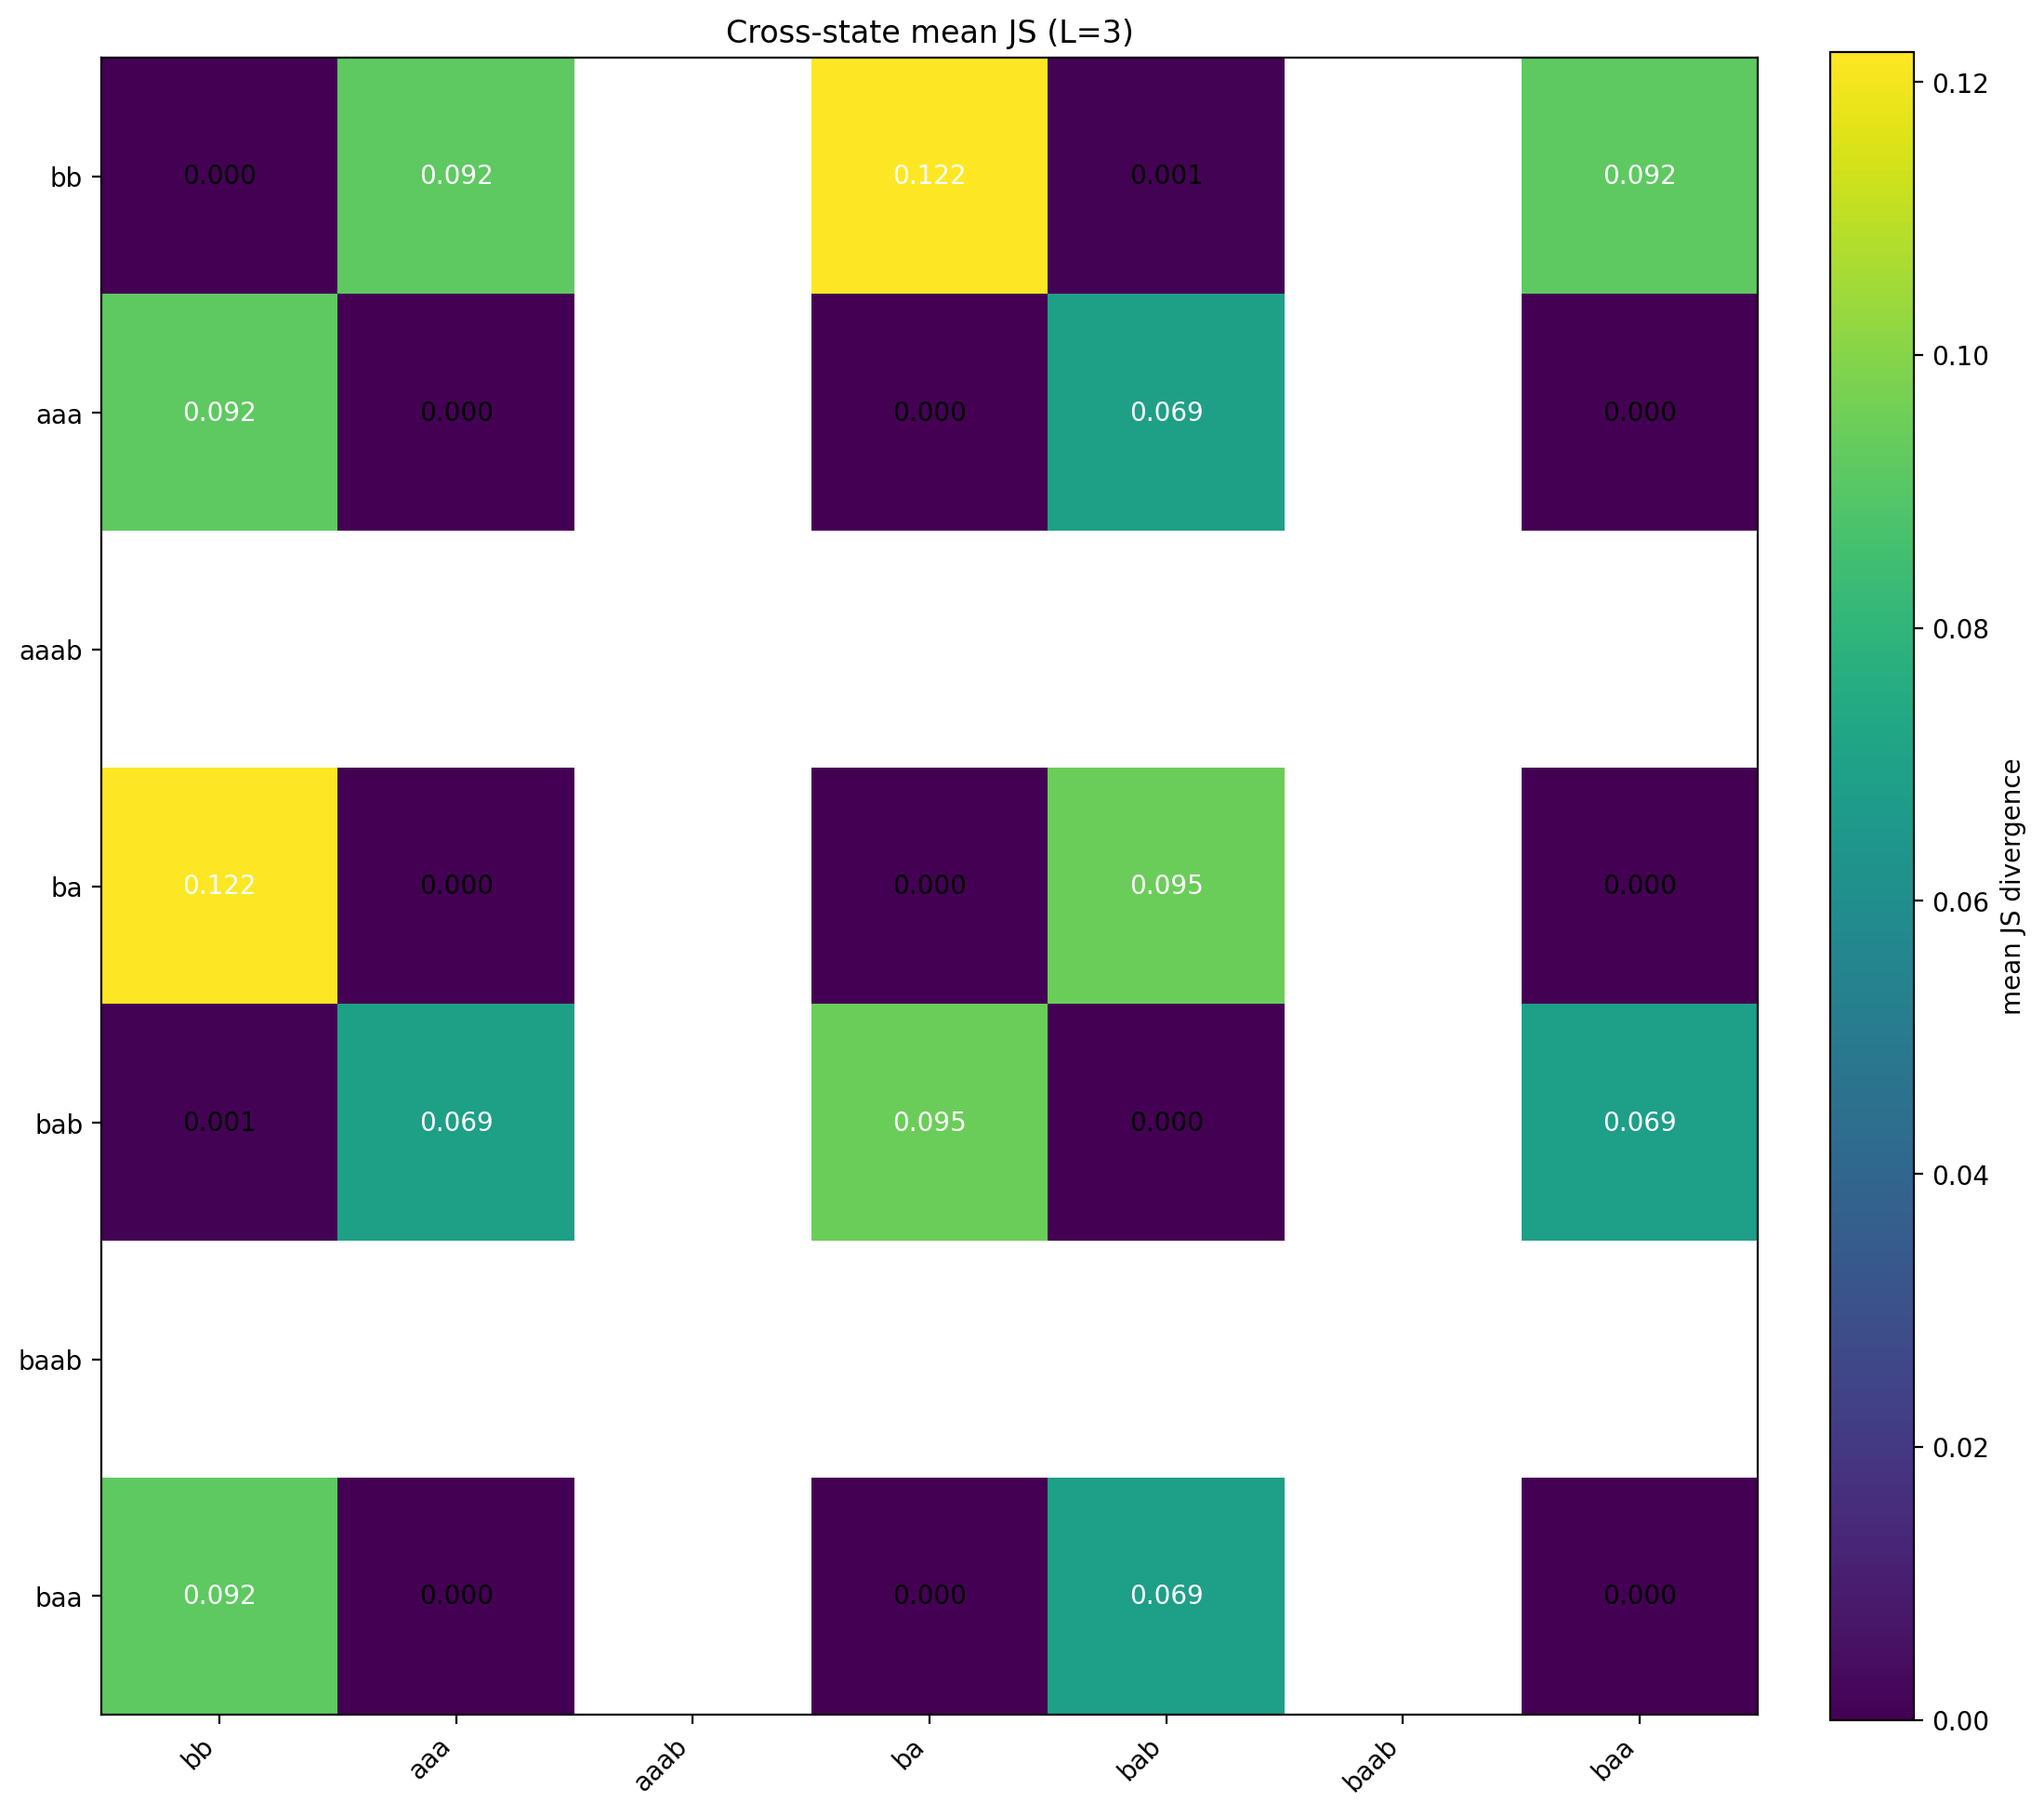 Cross-state mean JS (L=3)
bb 0.000 0.092 0.122 0.001 0.092
aaa 0.092 0.000 0.000 0.069 0.000
aaab
ba 0.122 0.000 0.000 0.095 0.000
bab 0.001 0.069 0.095 0.000 0.069
baab
baa 0.092 0.000 0.000 0.069 0.000
bb aaa aaab ba bab baab baa
0.12
0.10
0.08
0.06
0.04
0.02
0.00
mean JS divergence